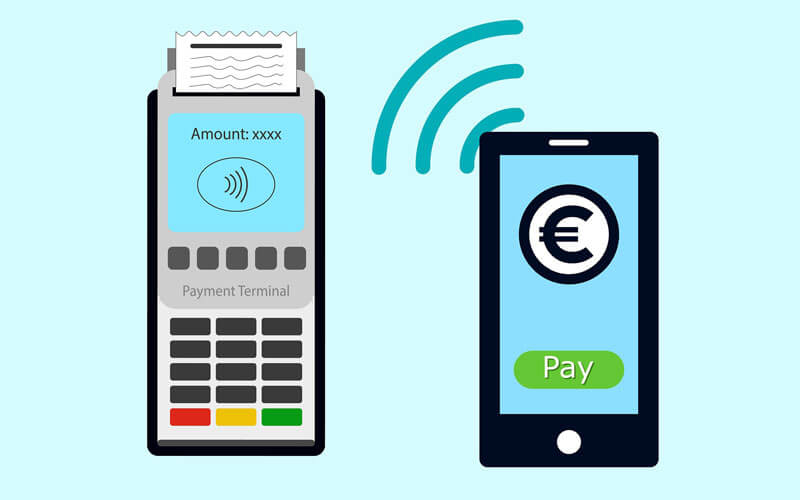 Amount: xxxx
Payment Terminal
€
Pay